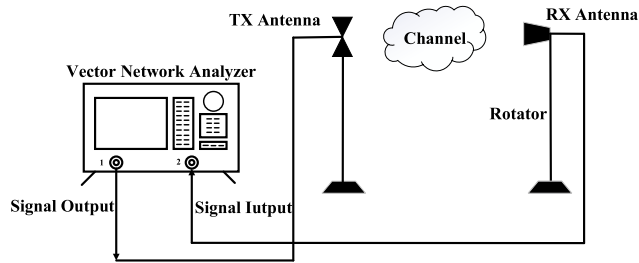 TX Antenna
RX Antenna
Channel
Vector Network Analyzer
Rotator
1
2
Signal Output
Signal Iutput